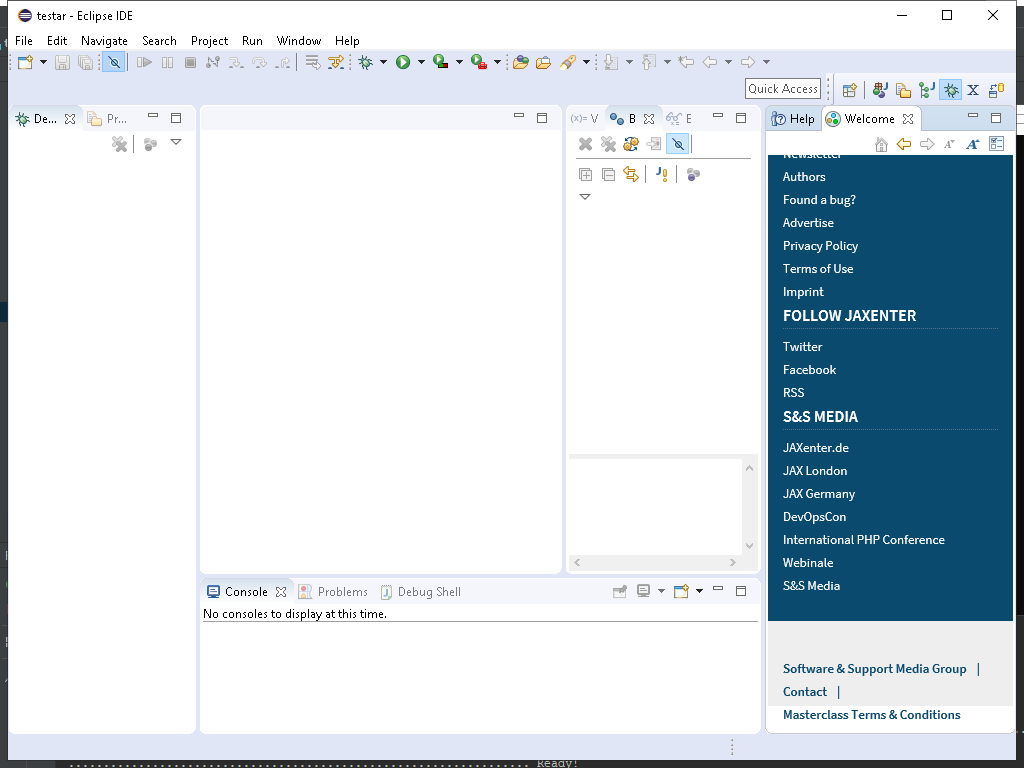 testar - Eclipse IDE
File Edit Navigate Search Project Run Window Help
Quick Access
De... Pr...
(x)= V B E
Help Welcome
Newsletter
Authors
Found a bug?
Advertise
Privacy Policy
Terms of Use
Imprint
FOLLOW JAXENTER
Twitter
Facebook
RSS
S&S MEDIA
JAXenter.de
JAX London
JAX Germany
DevOpsCon
International PHP Conference
Webinale
S&S Media
Console Problems Debug Shell
No consoles to display at this time.
Software & Support Media Group |
Contact |
Masterclass Terms & Conditions
Ready!